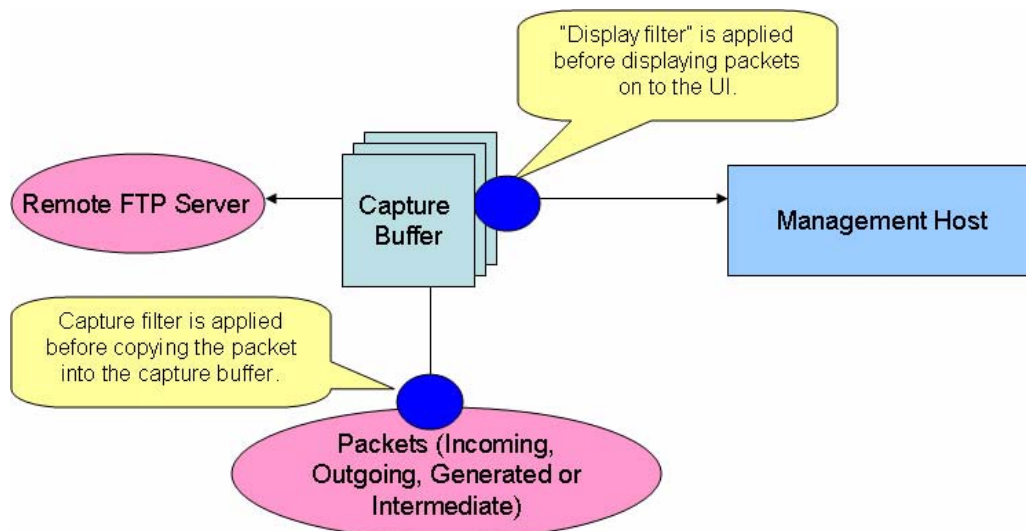 "Display filter" is applied
before displaying packets
on to the UI.
Remote FTP Server
Capture
Buffer
Management Host
Capture filter is applied
before copying the packet
into the capture buffer.
Packets (Incoming,
Outgoing, Generated or
Intermediate)